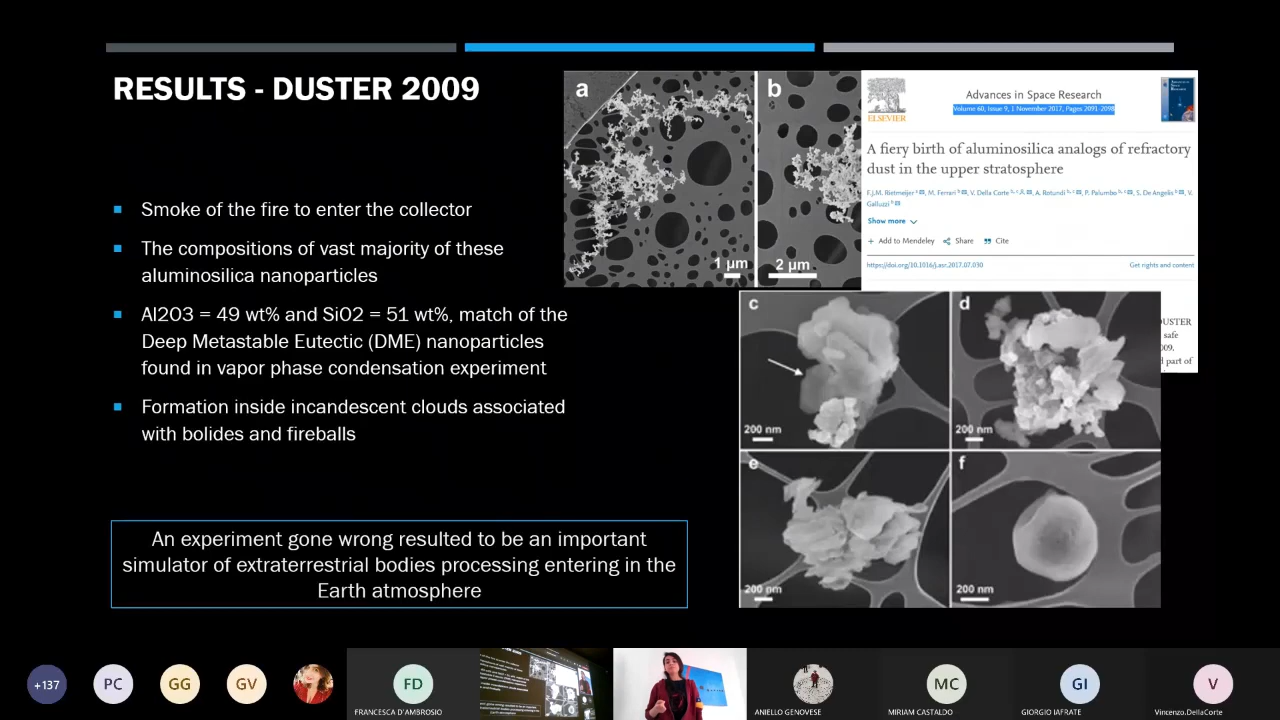 RESULTS - DUSTER 2009
Smoke of the fire to enter the collector
The compositions of vast majority of these
aluminosilica nanoparticles
Al2O3 = 49 wt% and SiO2 = 51 wt%, match of the
Deep Metastable Eutectic (DME) nanoparticles
found in vapor phase condensation experiment
Formation inside incandescent clouds associated
with bolides and fireballs
An experiment gone wrong resulted to be an important
simulator of extraterrestrial bodies processing entering in the
Earth atmosphere
a
1 µm
b
2 µm
ELSEVIER
Advances in Space Research
Volume 60, Issue 9, 1 November 2017, Pages 2091-2098
A fiery birth of aluminosilica analogs of refractory
dust in the upper stratosphere
F.J.M. Rietmeijer a, M. Ferrari b, V. Della Corte b, c, A. Rotundi b, c, P. Palumbo b, c, S. De Angelis b, V.
Galluzzi b
Show more
+ Add to Mendeley Share Cite
https://doi.org/10.1016/j.asr.2017.07.030
Get rights and content
DUSTER
safe
009.
part of
c
200 nm
d
200 nm
e
200 nm
f
200 nm
+137
PC
GG
GV
FD
FRANCESCA D'AMBROSIO
ANIELLO GENOVESE
MC
MIRIAM CASTALDO
GI
GIORGIO IAFRATE
V
Vincenzo.DellaCorte